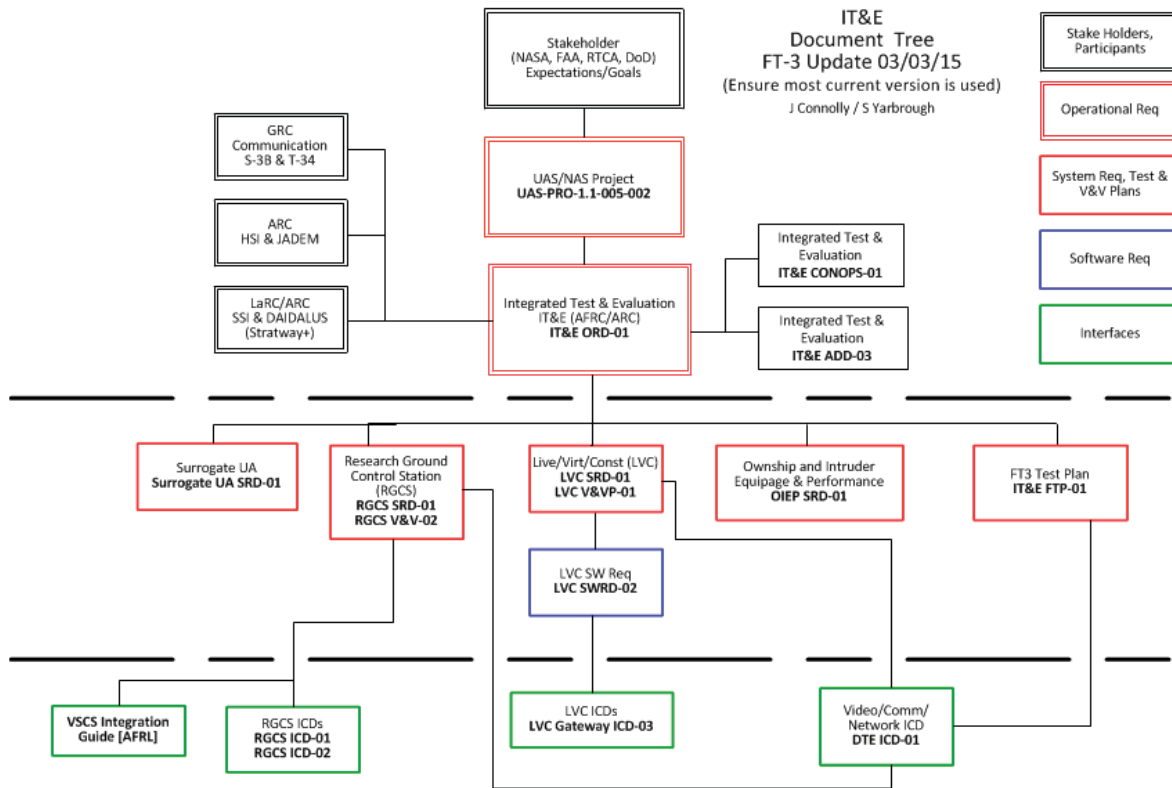 IT&E
Document Tree
FT-3 Update 03/03/15
(Ensure most current version is used)
J Connolly / S Yarbrough
Stakeholder
(NASA, FAA, RTCA, DoD)
Expectations/Goals
Stake Holders,
Participants
Operational Req
System Req, Test &
V&V Plans
Software Req
Interfaces
GRC
Communication
S-3B & T-34
ARC
HSI & JADEM
LaRC/ARC
SSI & DAIDALUS
(Stratway+)
UAS/NAS Project
UAS-PRO-1.1-005-002
Integrated Test & Evaluation
IT&E (AFRC/ARC)
IT&E ORD-01
Integrated Test &
Evaluation
IT&E CONOPS-01
Integrated Test &
Evaluation
IT&E ADD-03
Surrogate UA
Surrogate UA SRD-01
Research Ground
Control Station
(RGCS)
RGCS SRD-01
RGCS V&V-02
Live/Virt/Const (LVC)
LVC SRD-01
LVC V&VP-01
Ownship and Intruder
Equipage & Performance
OIEP SRD-01
FT3 Test Plan
IT&E FTP-01
LVC SW Req
LVC SWRD-02
VSCS Integration
Guide [AFRL]
RGCS ICDs
RGCS ICD-01
RGCS ICD-02
LVC ICDs
LVC Gateway ICD-03
Video/Comm/
Network ICD
DTE ICD-01